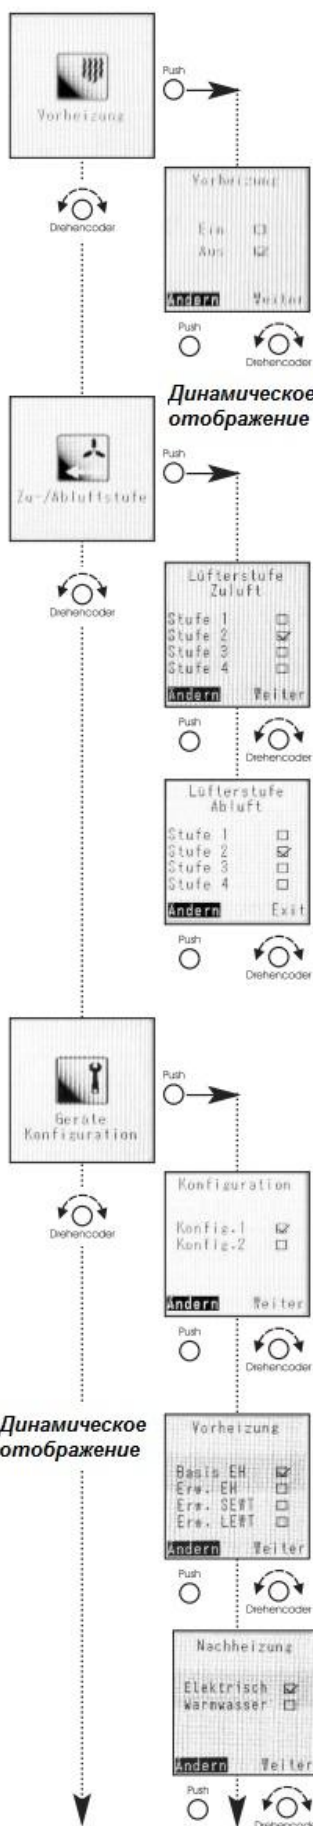 Push
Vorheizung
Drehencoder
Vorheizung
Ein
Aus
Ändern Weiter
Push
Drehencoder
Динамическое
отображение
Push
Zu-/Abluftstufe
Drehencoder
Lüfterstufe
Zuluft
Stufe 1
Stufe 2
Stufe 3
Stufe 4
Ändern Weiter
Push
Drehencoder
Lüfterstufe
Abluft
Stufe 1
Stufe 2
Stufe 3
Stufe 4
Ändern Exit
Push
Drehencoder
Push
Geräte
Konfiguration
Drehencoder
Konfiguration
Konfig.1
Konfig.2
Ändern Weiter
Push
Drehencoder
Динамическое
отображение
Vorheizung
Basis EH
Erw. EH
Erw. SEWT
Erw. LEWT
Ändern Weiter
Push
Drehencoder
Nachheizung
Elektrisch
Warmwasser
Ändern Weiter
Push
Drehencoder